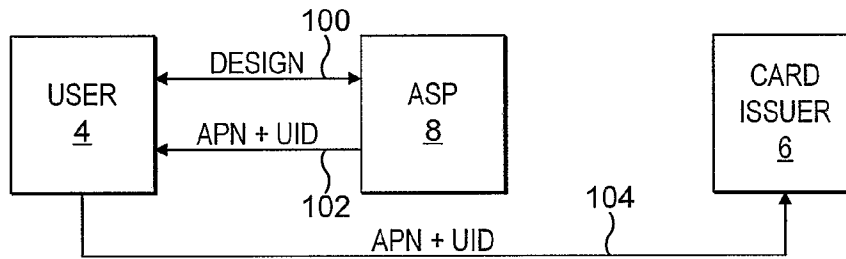 100
DESIGN
USER
4
ASP
8
CARD
ISSUER
6
APN + UID
102
104
APN + UID